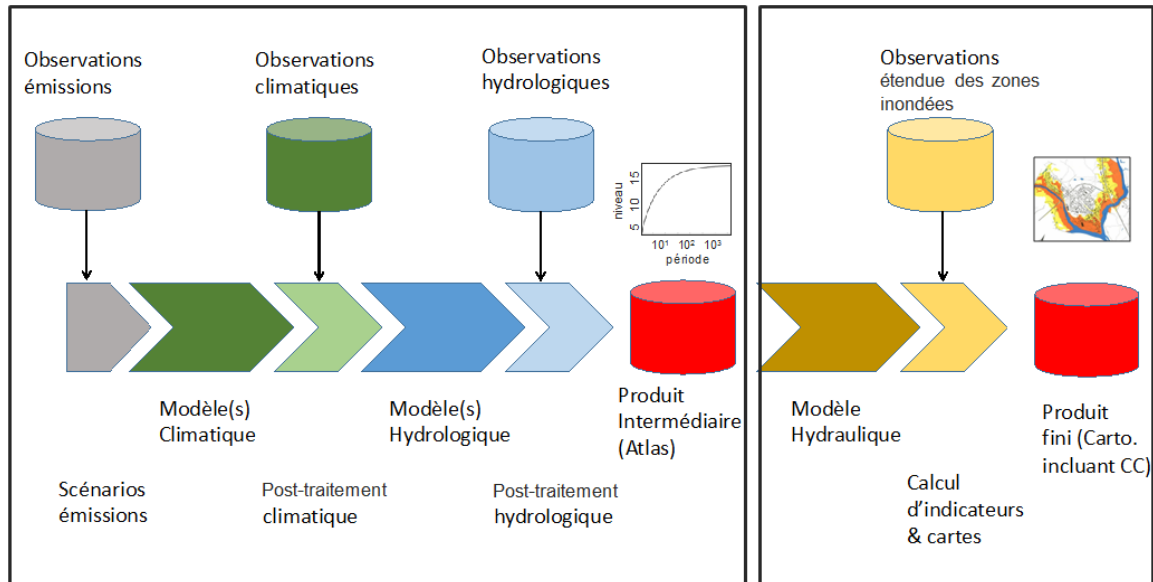 Observations
émissions
Observations
climatiques
Observations
hydrologiques
niveau
15
10
5
10¹ 10² 10³
période
Modèle(s)
Climatique
Modèle(s)
Hydrologique
Produit
Intermédiaire
(Atlas)
Scénarios
émissions
Post-traitement
climatique
Post-traitement
hydrologique
Observations
étendue des zones
inondées
Modèle
Hydraulique
Produit
fini (Carto.
incluant CC)
Calcul
d'indicateurs
& cartes